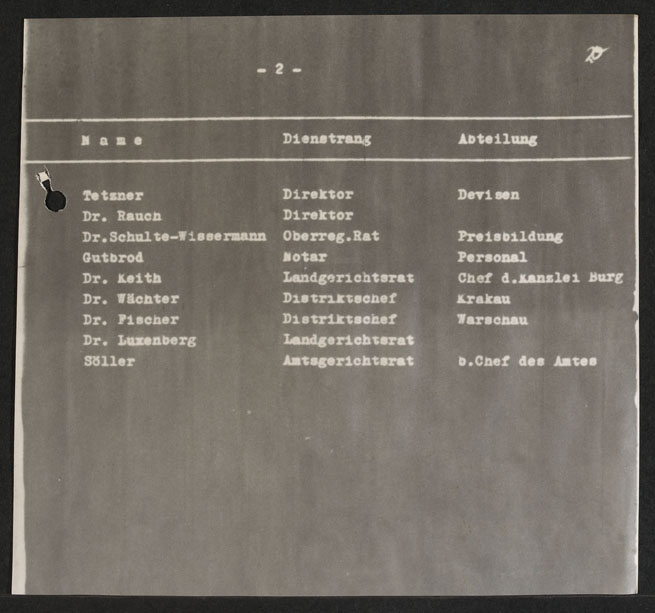 - 2 -
N a m e Dienstrang Abteilung
Tetzner Direktor Devisen
Dr. Rauch Direktor
Dr.Schulte-Wissermann Oberreg.Rat Preisbildung
Gutbrod Notar Personal
Dr. Keith Landgerichtsrat Chef d.Kanzlei Burg
Dr. Wächter Distriktschef Krakau
Dr. Fischer Distriktschef Warschau
Dr. Luxenberg Landgerichtsrat
Söller Amtsgerichtsrat b.Chef des Amtes